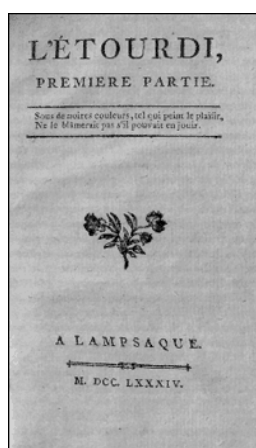 L'ÉTOURDI,
PREMIERE PARTIE.
Sous de noires couleurs, tel qui peint le plaisir,
Ne le blâmerait pas s'il pouvait en jouir.
A LAMPSAQUE.
M. DCC. LXXXIV.